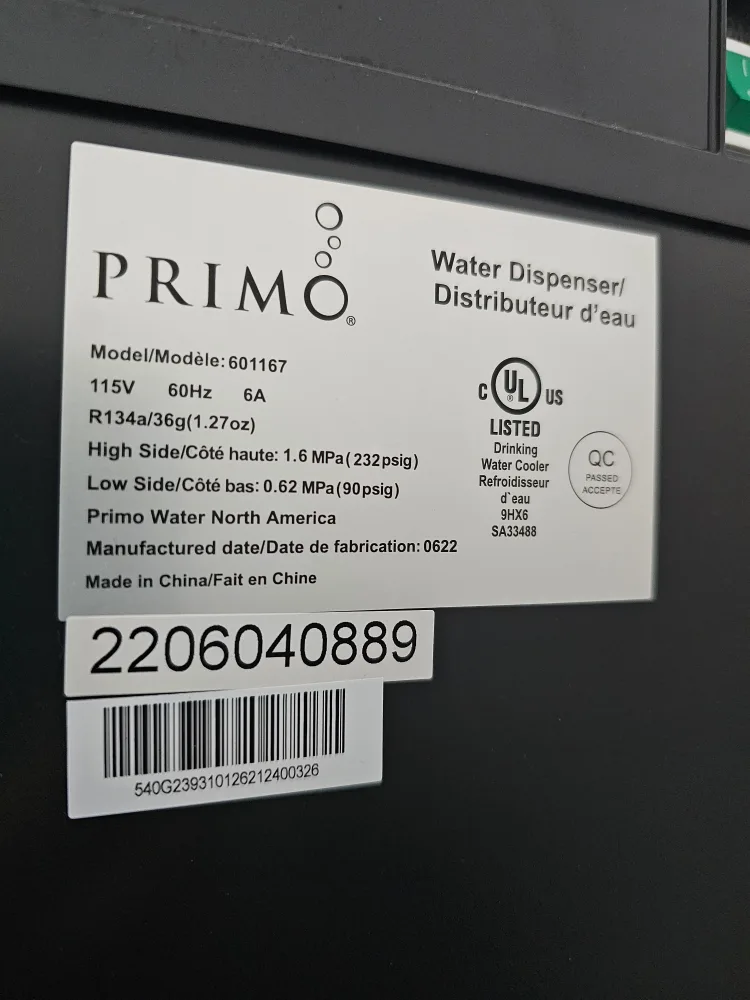 PRIMO®
Water Dispenser/
Distributeur d'eau
Model/Modèle: 601167
115V 60Hz 6A
R134a/36g(1.27oz)
High Side/Côté haute: 1.6 MPa(232psig)
Low Side/Côté bas: 0.62 MPa(90psig)
Primo Water North America
Manufactured date/Date de fabrication: 0622
Made in China/Fait en Chine
C UL® US
LISTED
Drinking
Water Cooler
Refroidisseur
d`eau
9HX6
SA33488
QC
PASSED
ACCEPTE
2206040889
540G239310126212400326